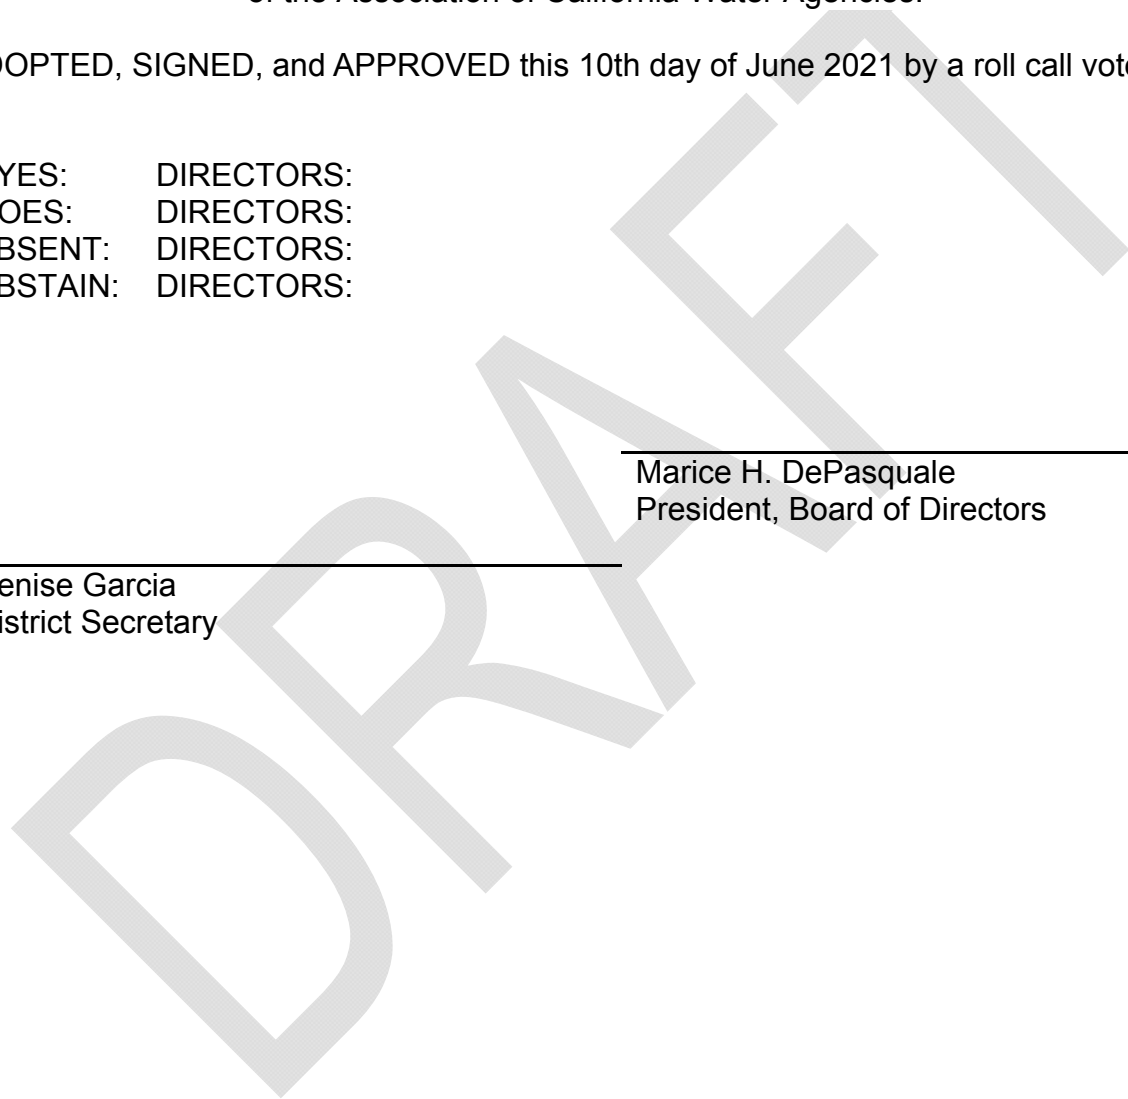 of the Association of California Water Agencies.
DOPTED, SIGNED, and APPROVED this 10th day of June 2021 by a roll call vote
YES: DIRECTORS:
OES: DIRECTORS:
BSENT: DIRECTORS:
BSTAIN: DIRECTORS:
Marice H. DePasquale
President, Board of Directors
enise Garcia
istrict Secretary
DRAFT